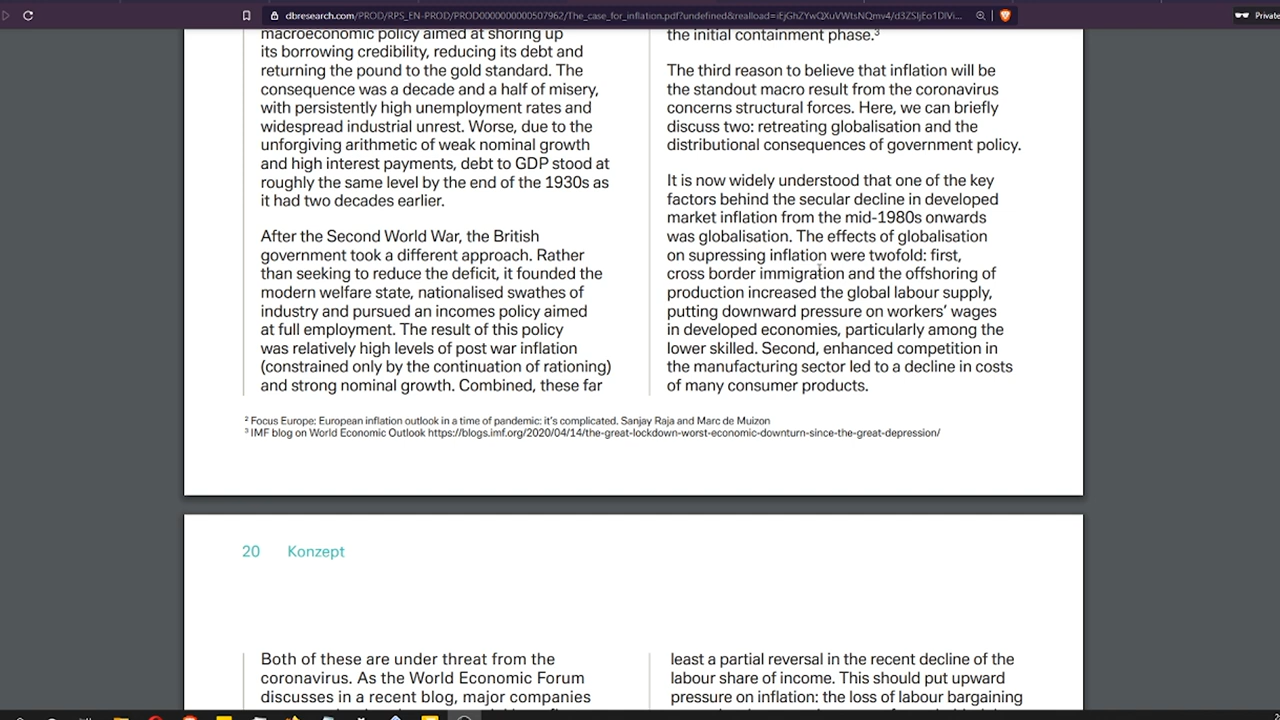 dbresearch.com/PROD/RPS_EN-PROD/PROD0000000000507962/The_case_for_inflation.pdf?undefined&realload=
Private
macroeconomic policy aimed at shoring up
its borrowing credibility, reducing its debt and
returning the pound to the gold standard. The
consequence was a decade and a half of misery,
with persistently high unemployment rates and
widespread industrial unrest. Worse, due to the
unforgiving arithmetic of weak nominal growth
and high interest payments, debt to GDP stood at
roughly the same level by the end of the 1930s as
it had two decades earlier.
After the Second World War, the British
government took a different approach. Rather
than seeking to reduce the deficit, it founded the
modern welfare state, nationalised swathes of
industry and pursued an incomes policy aimed
at full employment. The result of this policy
was relatively high levels of post war inflation
(constrained only by the continuation of rationing)
and strong nominal growth. Combined, these far
the initial containment phase.³
The third reason to believe that inflation will be
the standout macro result from the coronavirus
concerns structural forces. Here, we can briefly
discuss two: retreating globalisation and the
distributional consequences of government policy.
It is now widely understood that one of the key
factors behind the secular decline in developed
market inflation from the mid-1980s onwards
was globalisation. The effects of globalisation
on supressing inflation were twofold: first,
cross border immigration and the offshoring of
production increased the global labour supply,
putting downward pressure on workers’ wages
in developed economies, particularly among the
lower skilled. Second, enhanced competition in
the manufacturing sector led to a decline in costs
of many consumer products.
² Focus Europe: European inflation outlook in a time of pandemic: it’s complicated. Sanjay Raja and Marc de Muizon
³ IMF blog on World Economic Outlook https://blogs.imf.org/2020/04/14/the-great-lockdown-worst-economic-downturn-since-the-great-depression/
20 Konzept
Both of these are under threat from the
coronavirus. As the World Economic Forum
discusses in a recent blog, major companies
least a partial reversal in the recent decline of the
labour share of income. This should put upward
pressure on inflation: the loss of labour bargaining